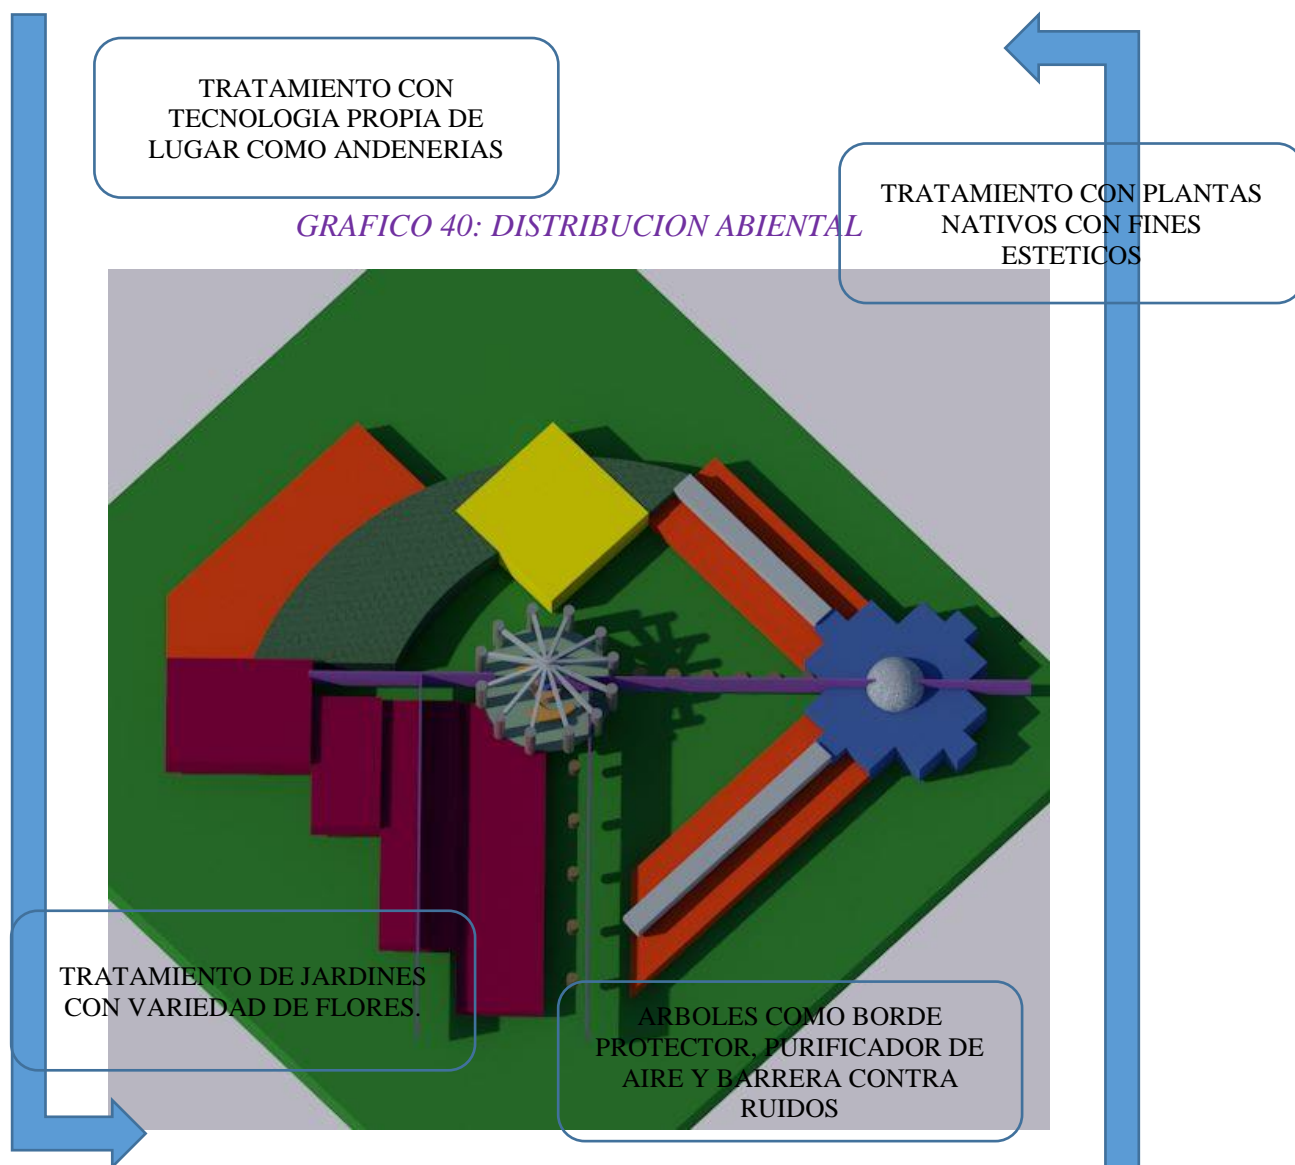 TRATAMIENTO CON
TECNOLOGIA PROPIA DE
LUGAR COMO ANDENERIAS
TRATAMIENTO CON PLANTAS
NATIVOS CON FINES
ESTETICOS
GRAFICO 40: DISTRIBUCION ABIENTAL
TRATAMIENTO DE JARDINES
CON VARIEDAD DE FLORES.
ARBOLES COMO BORDE
PROTECTOR, PURIFICADOR DE
AIRE Y BARRERA CONTRA
RUIDOS